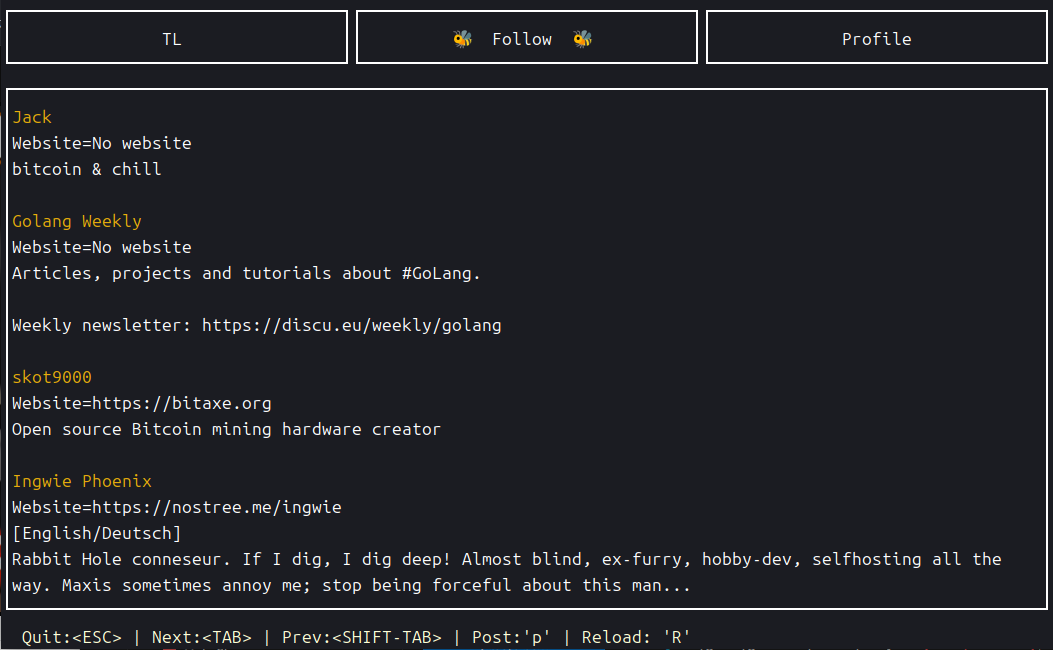 TL
🐝 Follow 🐝
Profile
Jack
Website=No website
bitcoin & chill
Golang Weekly
Website=No website
Articles, projects and tutorials about #GoLang.
Weekly newsletter: https://discu.eu/weekly/golang
skot9000
Website=https://bitaxe.org
Open source Bitcoin mining hardware creator
Ingwie Phoenix
Website=https://nostree.me/ingwie
[English/Deutsch]
Rabbit Hole conneseur. If I dig, I dig deep! Almost blind, ex-furry, hobby-dev, selfhosting all the
way. Maxis sometimes annoy me; stop being forceful about this man...
Quit:<ESC> | Next:<TAB> | Prev:<SHIFT-TAB> | Post:'p' | Reload: 'R'